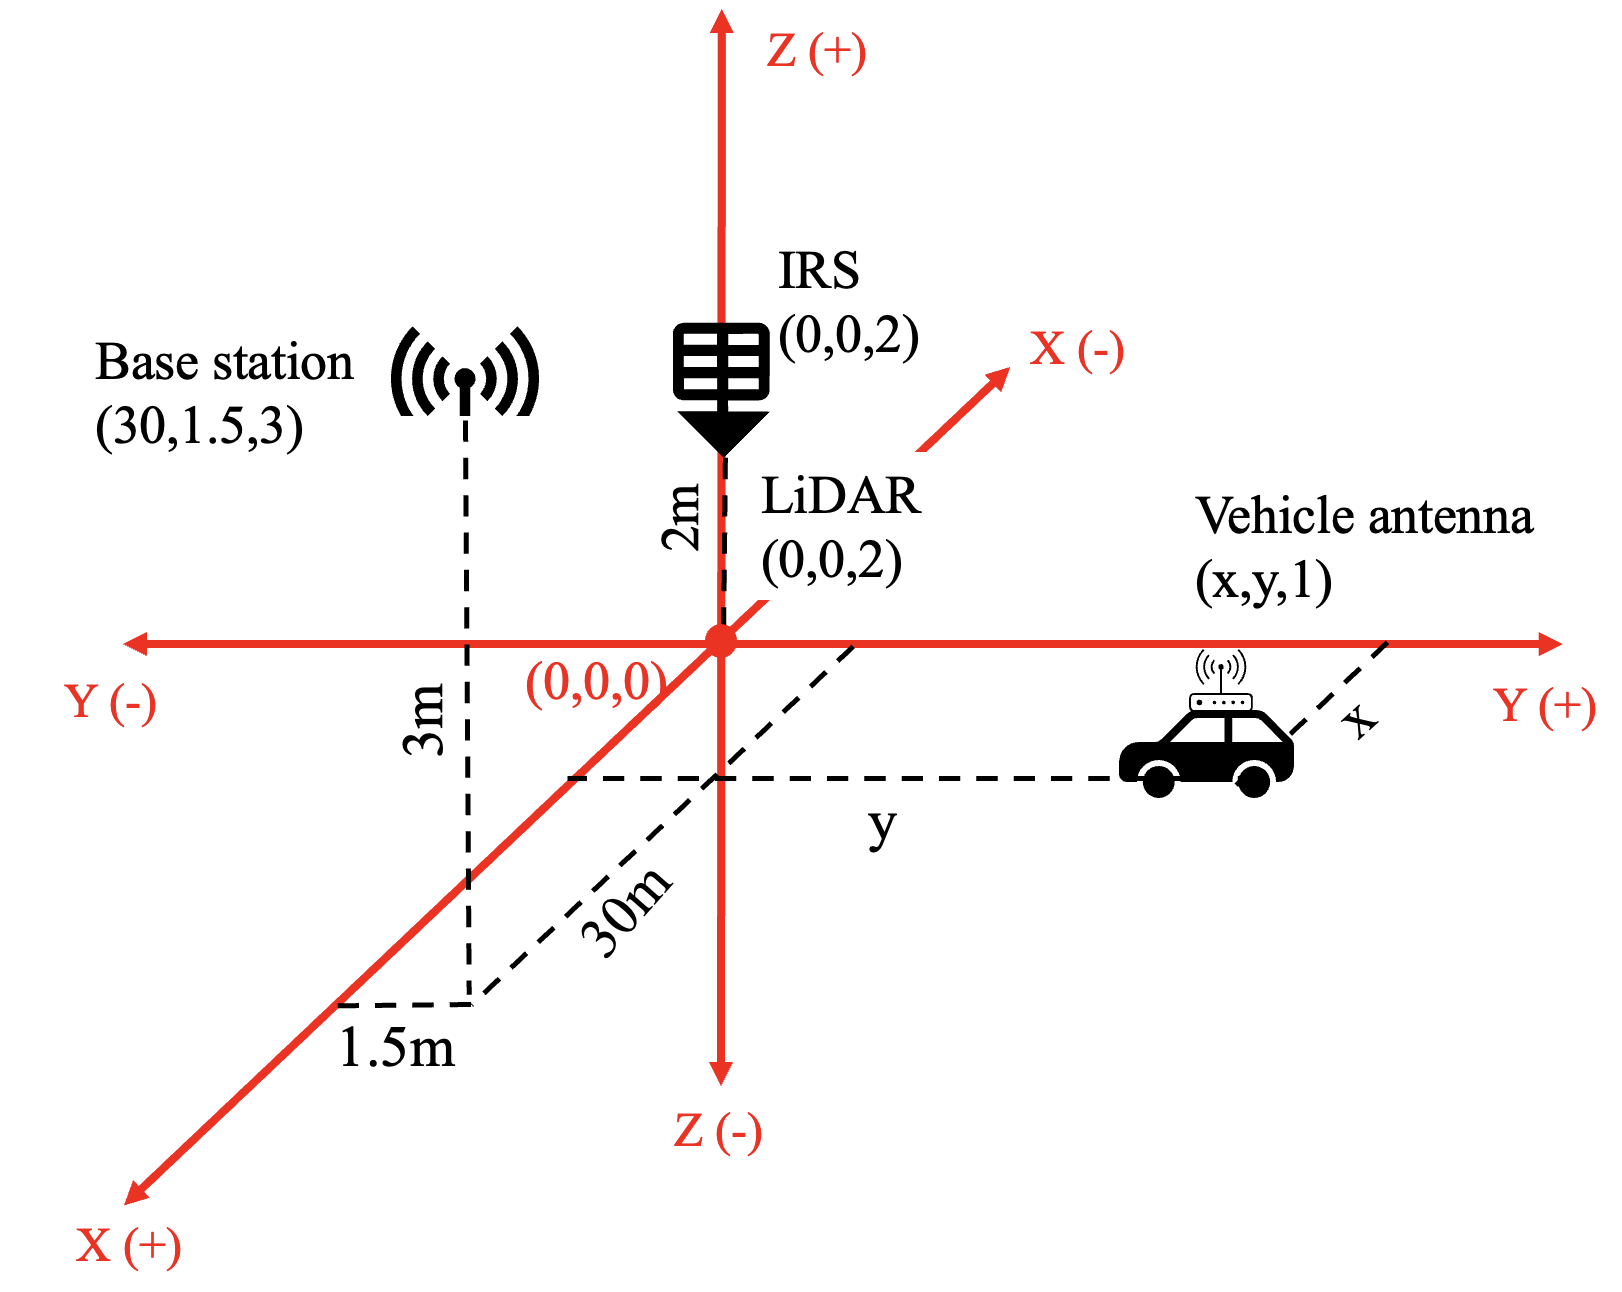 Z (+)
IRS
(0,0,2)
Base station
(30,1.5,3)
X (-)
2m
LiDAR
(0,0,2)
Vehicle antenna
(x,y,1)
(0,0,0)
Y (-)
Y (+)
3m
x
y
30m
1.5m
Z (-)
X (+)